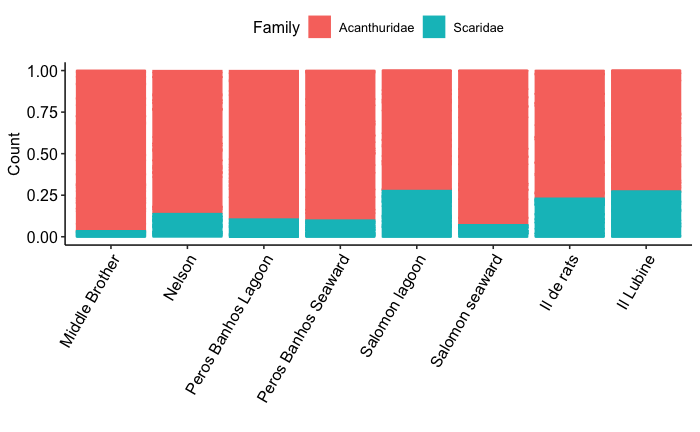 Family Acanthuridae Scaridae
Count
1.00
0.75
0.50
0.25
0.00
Middle Brother
Nelson
Peros Banhos Lagoon
Peros Banhos Seaward
Salomon lagoon
Salomon seaward
Il de rats
Il Lubine